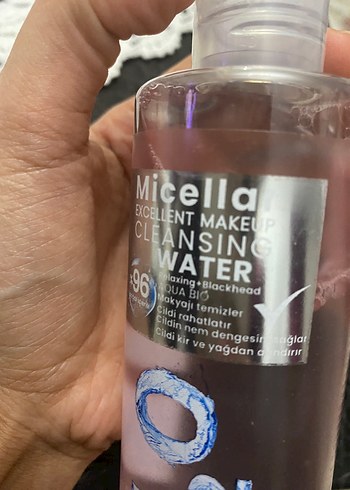 Micellar
EXCELLENT MAKEUP
CLEANSING
WATER
Relaxing+Blackhead
96
AQUA BIO
Makyajı temizler
Cildi rahatlatır
Cildin nem dengesini sağlar
Cildi kir ve yağdan arındırır